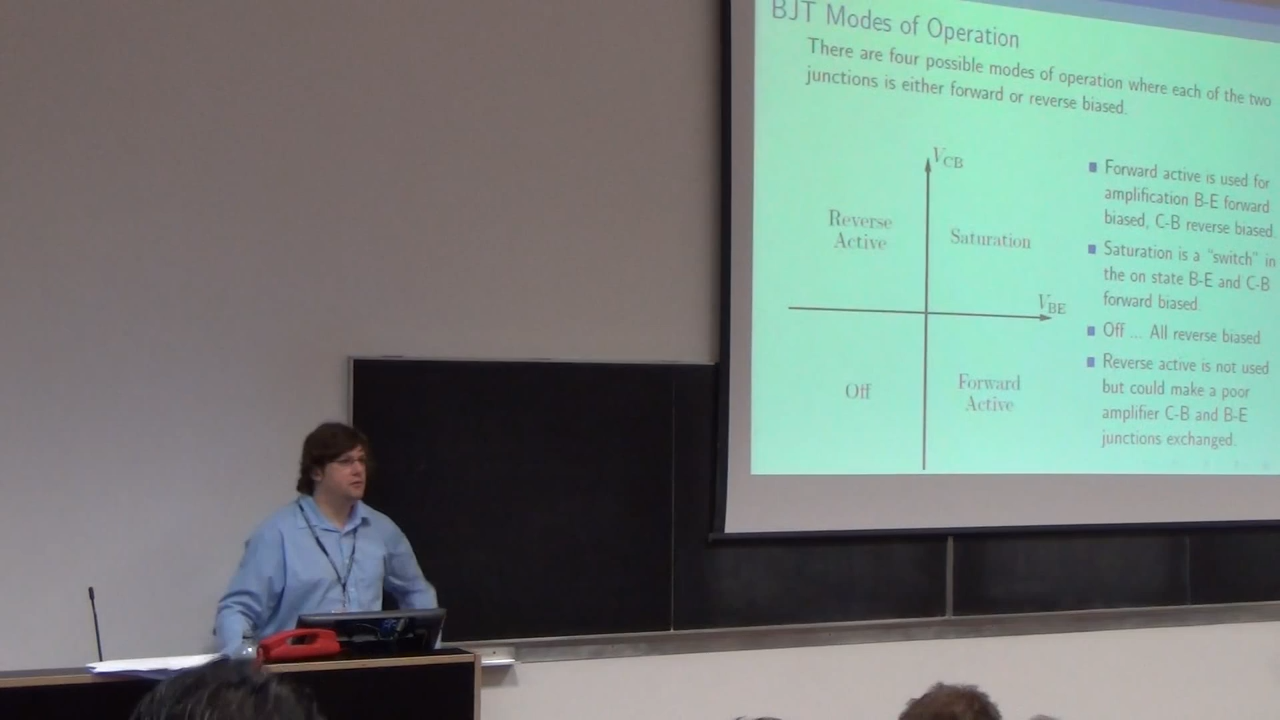 BJT Modes of Operation
There are four possible modes of operation where each of the two
junctions is either forward or reverse biased.
V_CB
Reverse
Active
Saturation
V_BE
Off
Forward
Active
Forward active is used for
amplification B-E forward
biased, C-B reverse biased.
Saturation is a "switch" in
the on state B-E and C-B
forward biased.
Off ... All reverse biased
Reverse active is not used
but could make a poor
amplifier C-B and B-E
junctions exchanged.